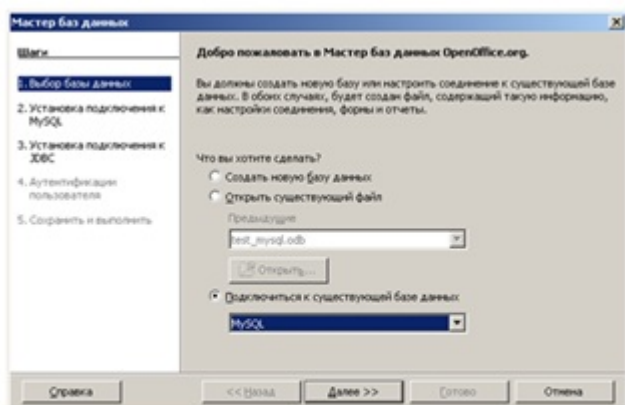 Мастер баз данных
Шаги
1. Выбор базы данных
2. Установка подключения к
MySQL
3. Установка подключения к
JDBC
4. Аутентификации
пользователя
5. Сохранить и выполнить
Добро пожаловать в Мастер баз данных OpenOffice.org.
Вы должны создать новую базу или настроить соединение к существующей базе
данных. В обоих случаях, будет создан файл, содержащий такую информацию,
как настройки соединения, формы и отчеты.
Что вы хотите сделать?
Создать новую базу данных
Открыть существующий файл
Предыдущие
test_mysql.odb
Открыть...
Подключиться к существующей базе данных
MySQL
Справка
<< Назад
Далее >>
Готово
Отмена